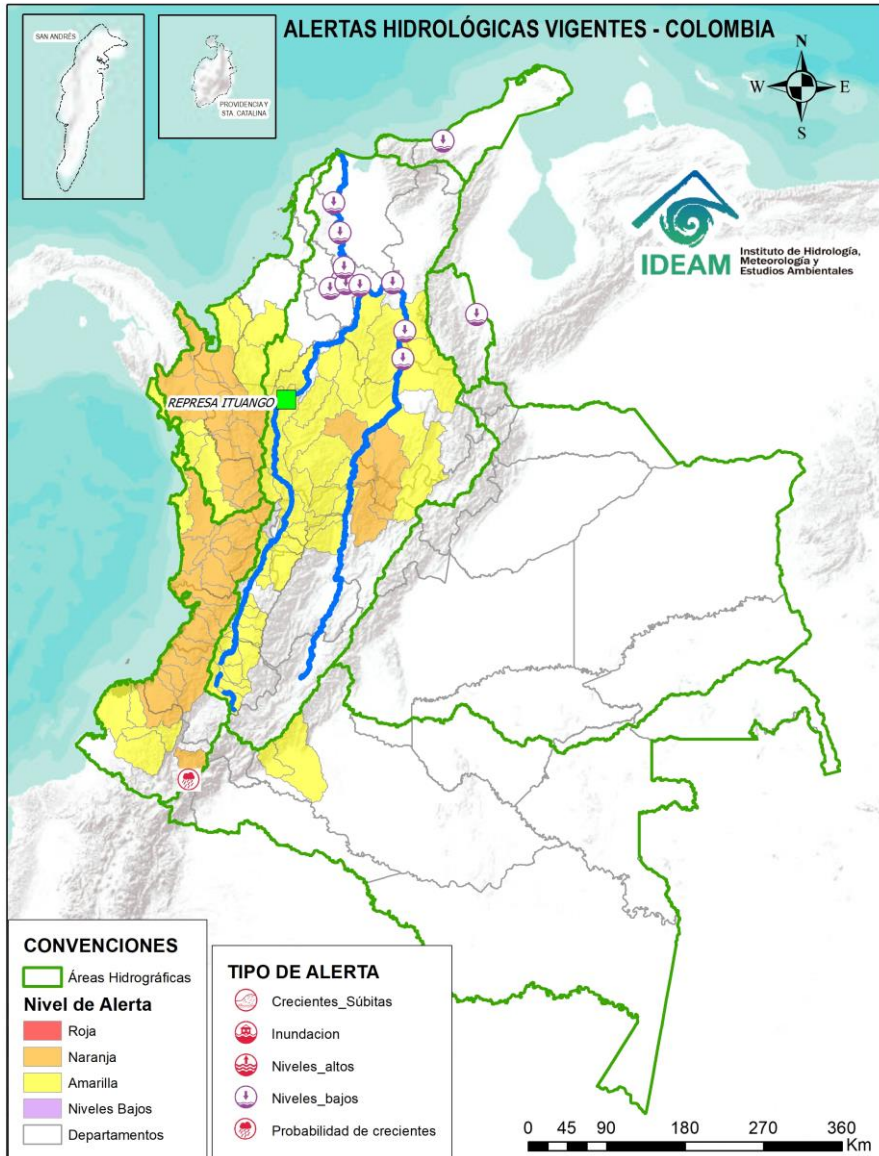 ALERTAS HIDROLÓGICAS VIGENTES - COLOMBIA
SAN ANDRÉS
PROVIDENCIA Y
STA. CATALINA
N
W
E
S
IDEAM
Instituto de Hidrología,
Meteorología y
Estudios Ambientales
REPRESA ITUANGO
CONVENCIONES
Áreas Hidrográficas
Nivel de Alerta
Roja
Naranja
Amarilla
Niveles Bajos
Departamentos
TIPO DE ALERTA
Crecientes_Súbitas
Inundacion
Niveles_altos
Niveles_bajos
Probabilidad de crecientes
0 45 90 180 270 360
Km